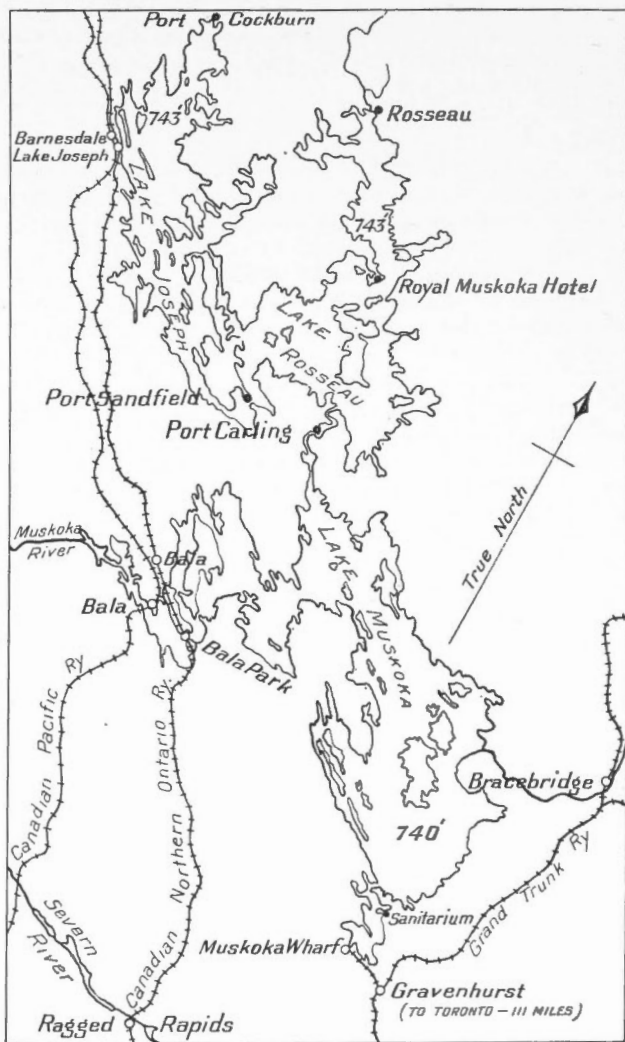 Port Cockburn
Rosseau
743'
Barnesdale
Lake Joseph
LAKE JOSEPH
743'
Royal Muskoka Hotel
LAKE
ROSSEAU
Port Sandfield
Port Carling
True North
Muskoka
River
Bala
LAKE MUSKOKA
Bala
Bala Park
Canadian Pacific Ry
Canadian Northern Ontario Ry.
Bracebridge
740'
Grand Trunk Ry
Sanitarium
Severn
River
Muskoka Wharf
Gravenhurst
(TO TORONTO – 111 MILES)
Ragged Rapids